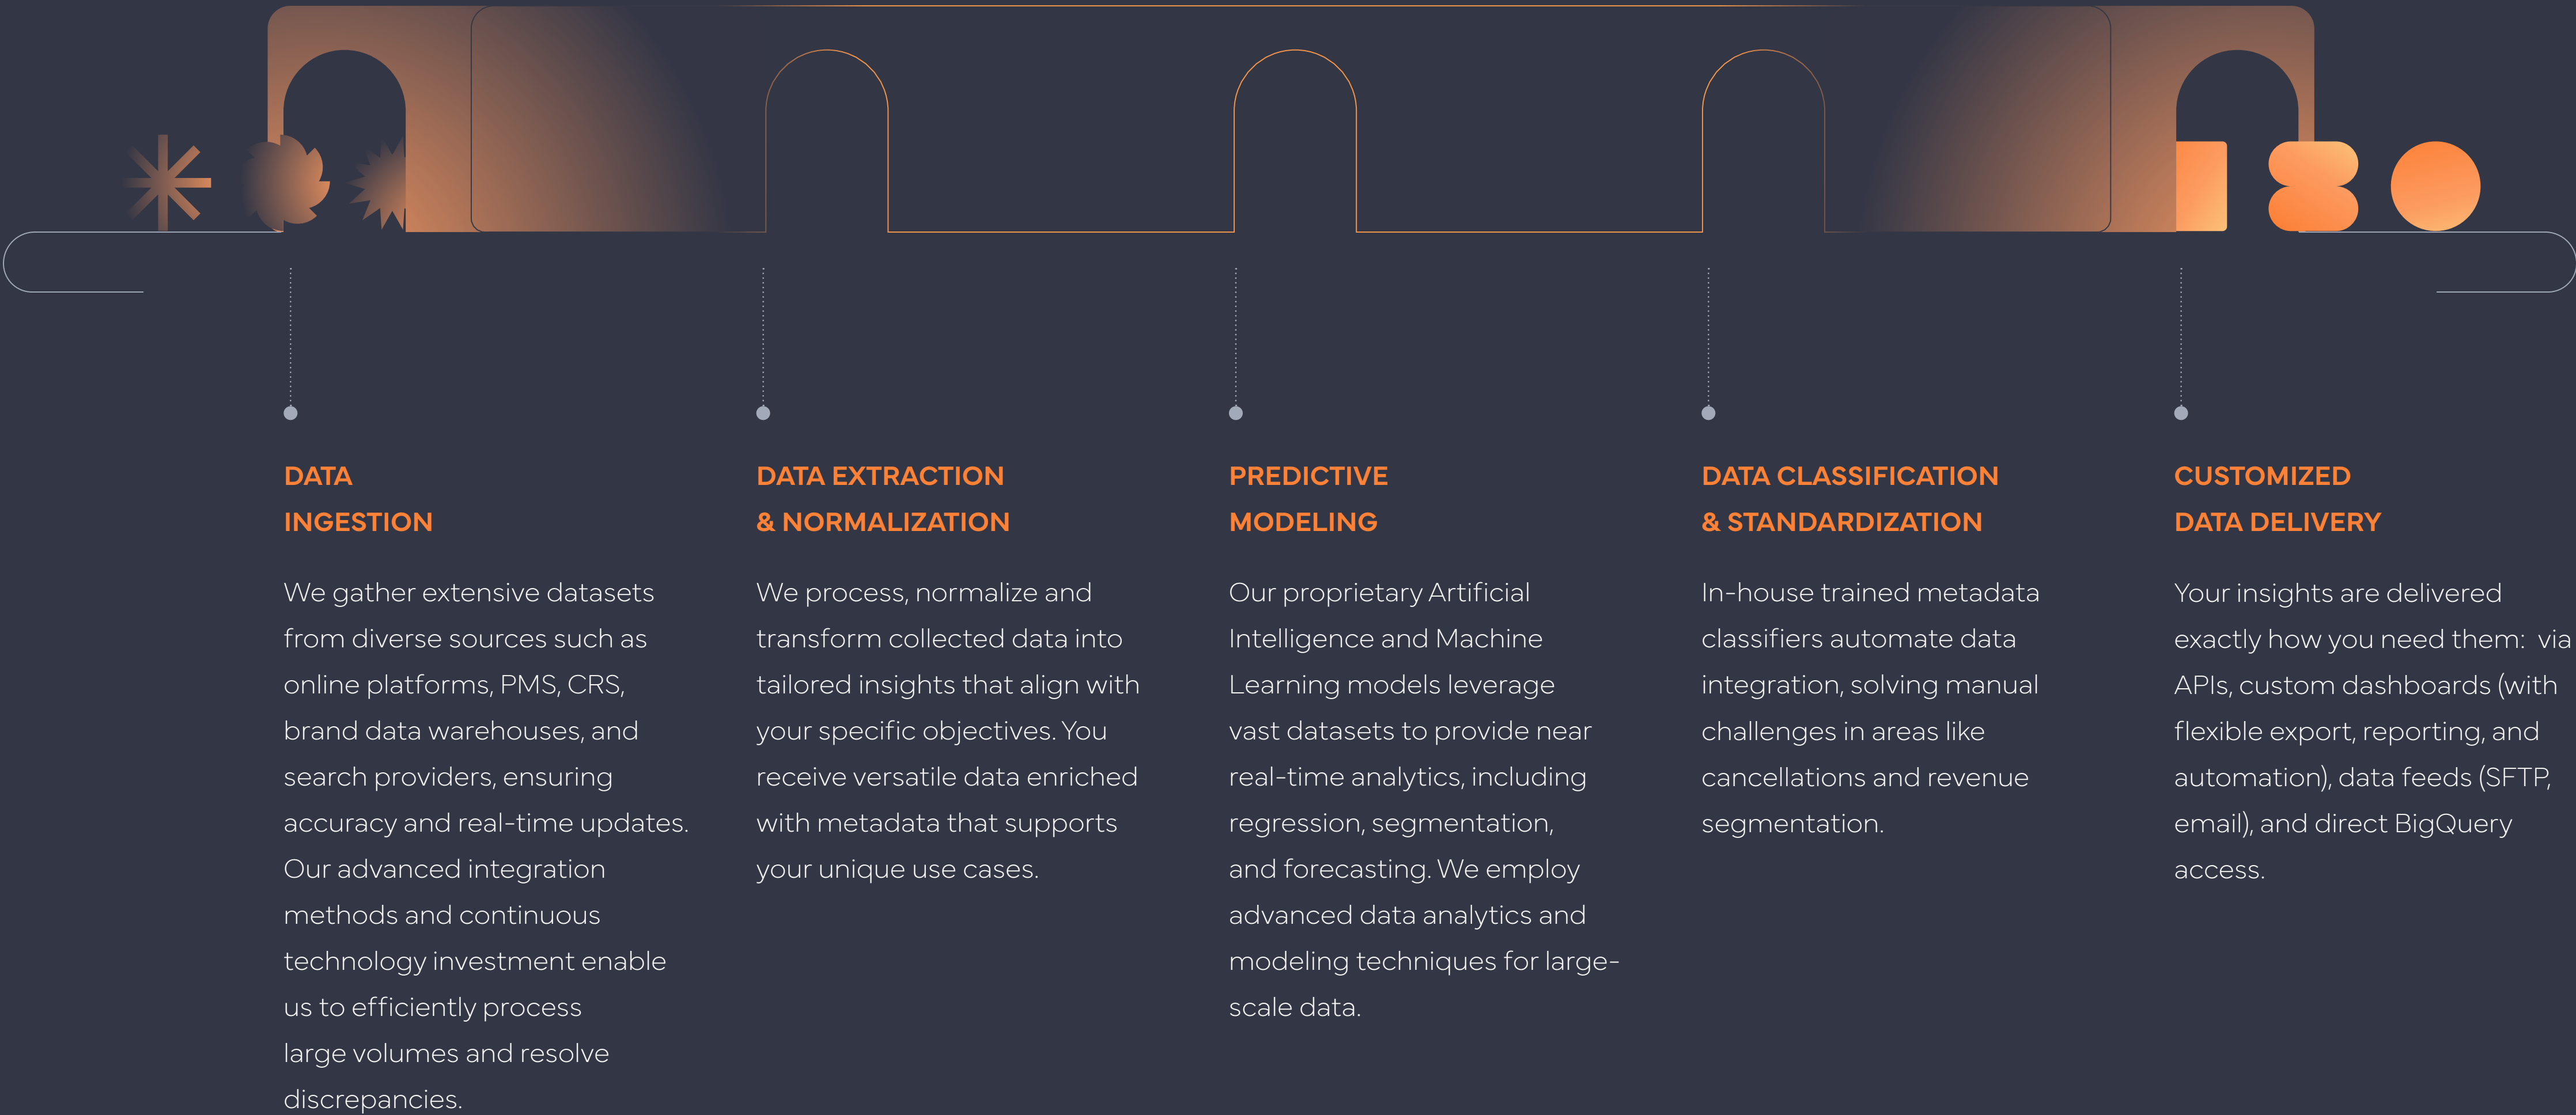 DATA
INGESTION
We gather extensive datasets
from diverse sources such as
online platforms, PMS, CRS,
brand data warehouses, and
search providers, ensuring
accuracy and real-time updates.
Our advanced integration
methods and continuous
technology investment enable
us to efficiently process
large volumes and resolve
discrepancies.
DATA EXTRACTION
& NORMALIZATION
We process, normalize and
transform collected data into
tailored insights that align with
your specific objectives. You
receive versatile data enriched
with metadata that supports
your unique use cases.
PREDICTIVE
MODELING
Our proprietary Artificial
Intelligence and Machine
Learning models leverage
vast datasets to provide near
real-time analytics, including
regression, segmentation,
and forecasting. We employ
advanced data analytics and
modeling techniques for large-
scale data.
DATA CLASSIFICATION
& STANDARDIZATION
In-house trained metadata
classifiers automate data
integration, solving manual
challenges in areas like
cancellations and revenue
segmentation.
CUSTOMIZED
DATA DELIVERY
Your insights are delivered
exactly how you need them:  via
APIs, custom dashboards (with
flexible export, reporting, and
automation), data feeds (SFTP,
email), and direct BigQuery
access.